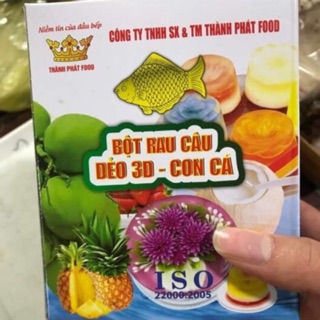 Niềm tin của đầu bếp
THÀNH PHÁT FOOD
CÔNG TY TNHH SX & TM THÀNH PHÁT FOOD
BỘT RAU CÂU
DẺO 3D - CON CÁ
ISO
22000:2005